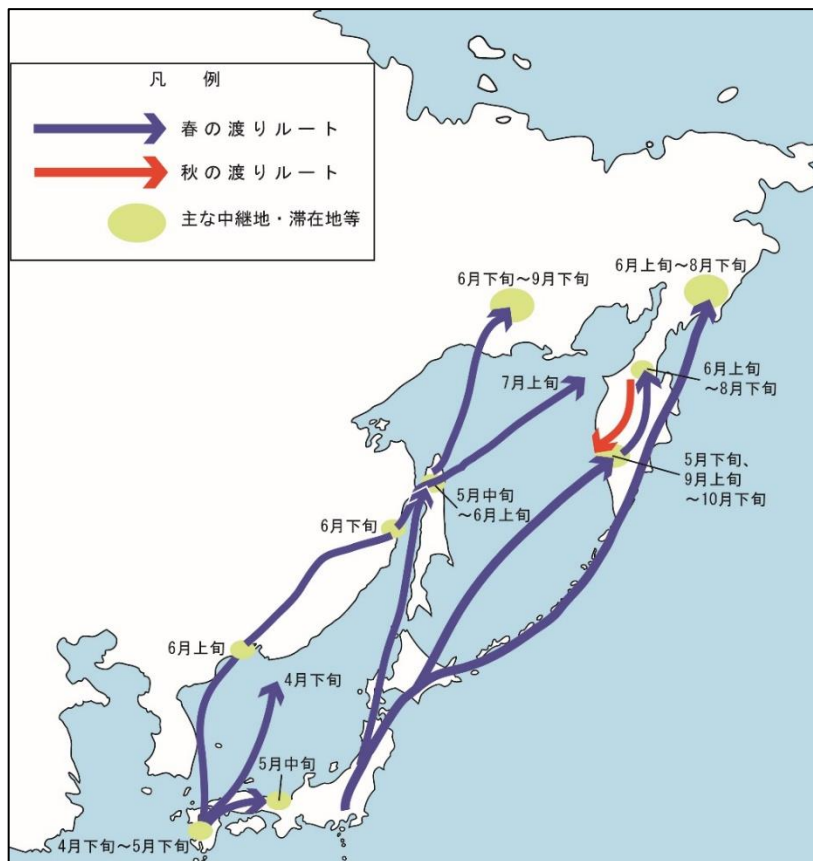 凡 例
春の渡りルート
秋の渡りルート
主な中継地・滞在地等
6月下旬～9月下旬
6月上旬～8月下旬
7月上旬
6月上旬
～8月下旬
5月下旬、
9月上旬
～10月下旬
5月中旬
～6月上旬
6月下旬
6月上旬
4月下旬
5月中旬
4月下旬～5月下旬